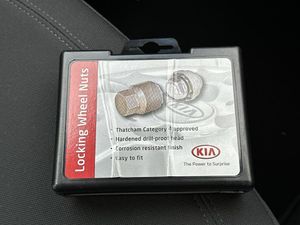 Locking Wheel Nuts
• Thatcham Category 4 approved
• Hardened drill-proof head
• Corrosion resistant finish
• Easy to fit
KIA
The Power to Surprise